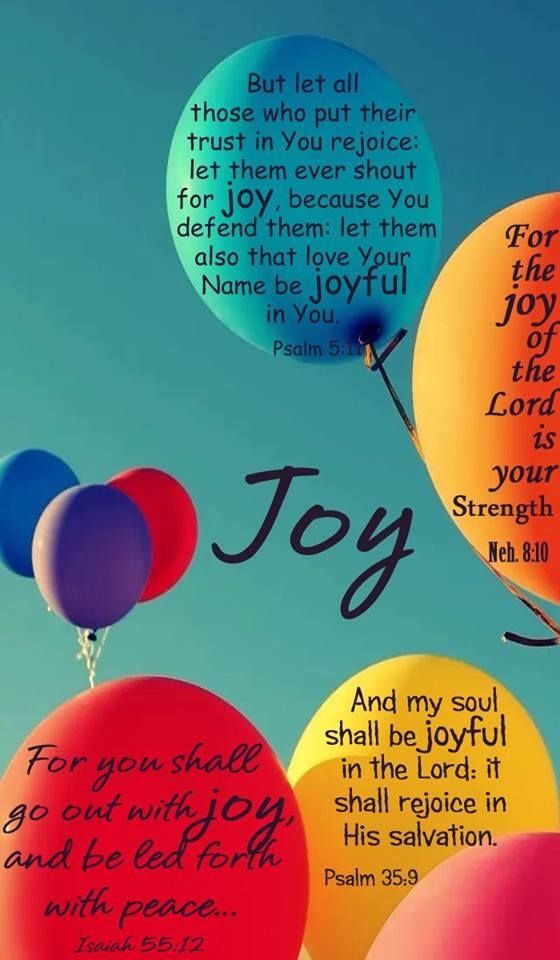 But let all
those who put their
trust in You rejoice:
let them ever shout
for joy, because You
defend them: let them
also that love Your
Name be joyful
in You.
Psalm 5:11
For
the
joy
of
the
Lord
is
your
Strength
Neh. 8:10
Joy
And my soul
shall be joyful
in the Lord: it
shall rejoice in
His salvation.
Psalm 35:9
For you shall
go out with joy,
and be led forth
with peace...
Isaiah 55:12